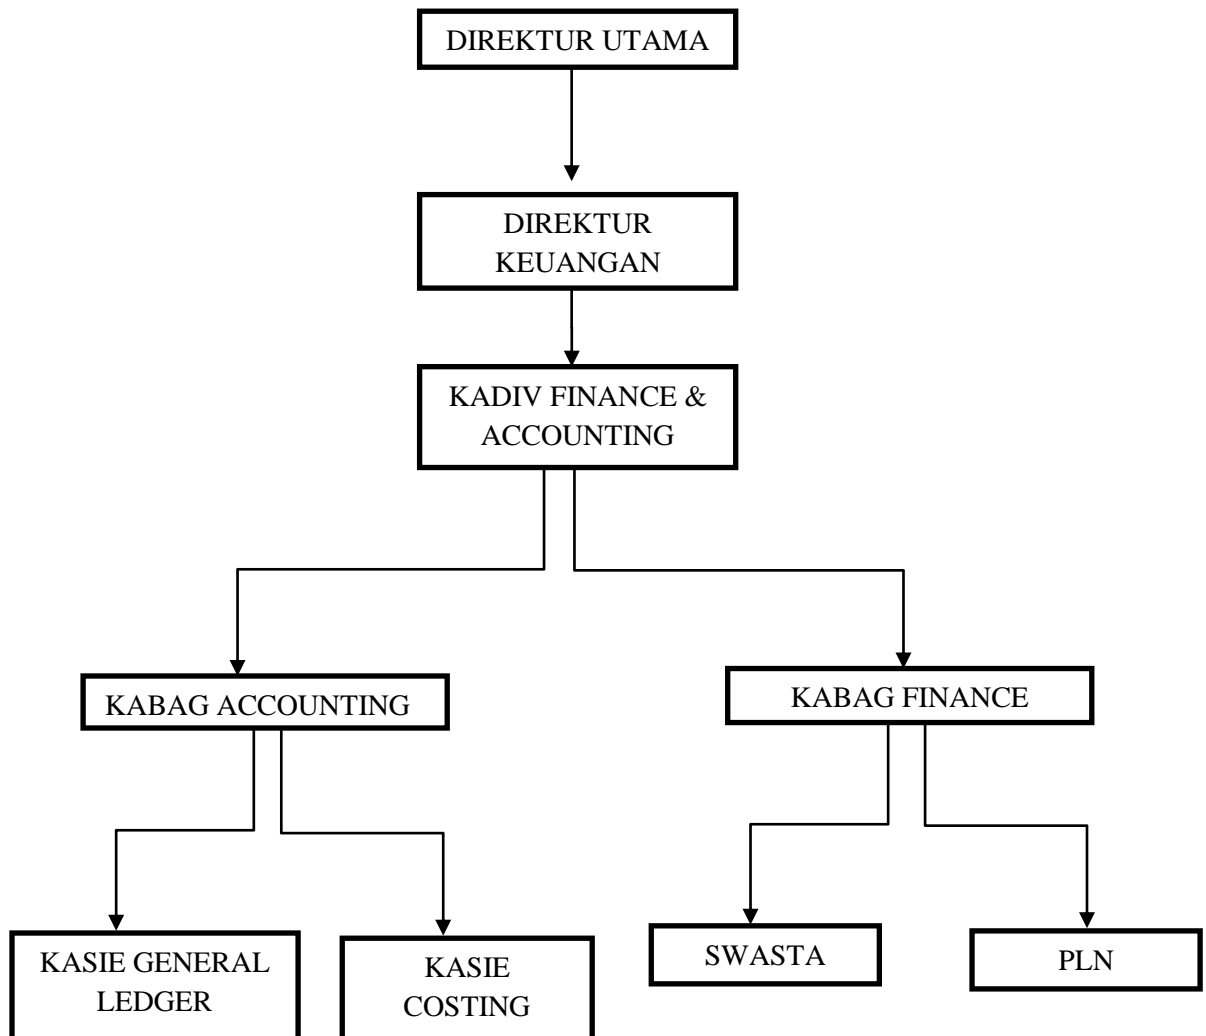 DIREKTUR UTAMA
DIREKTUR
KEUANGAN
KADIV FINANCE &
ACCOUNTING
KABAG ACCOUNTING
KABAG FINANCE
KASIE GENERAL
LEDGER
KASIE
COSTING
SWASTA
PLN